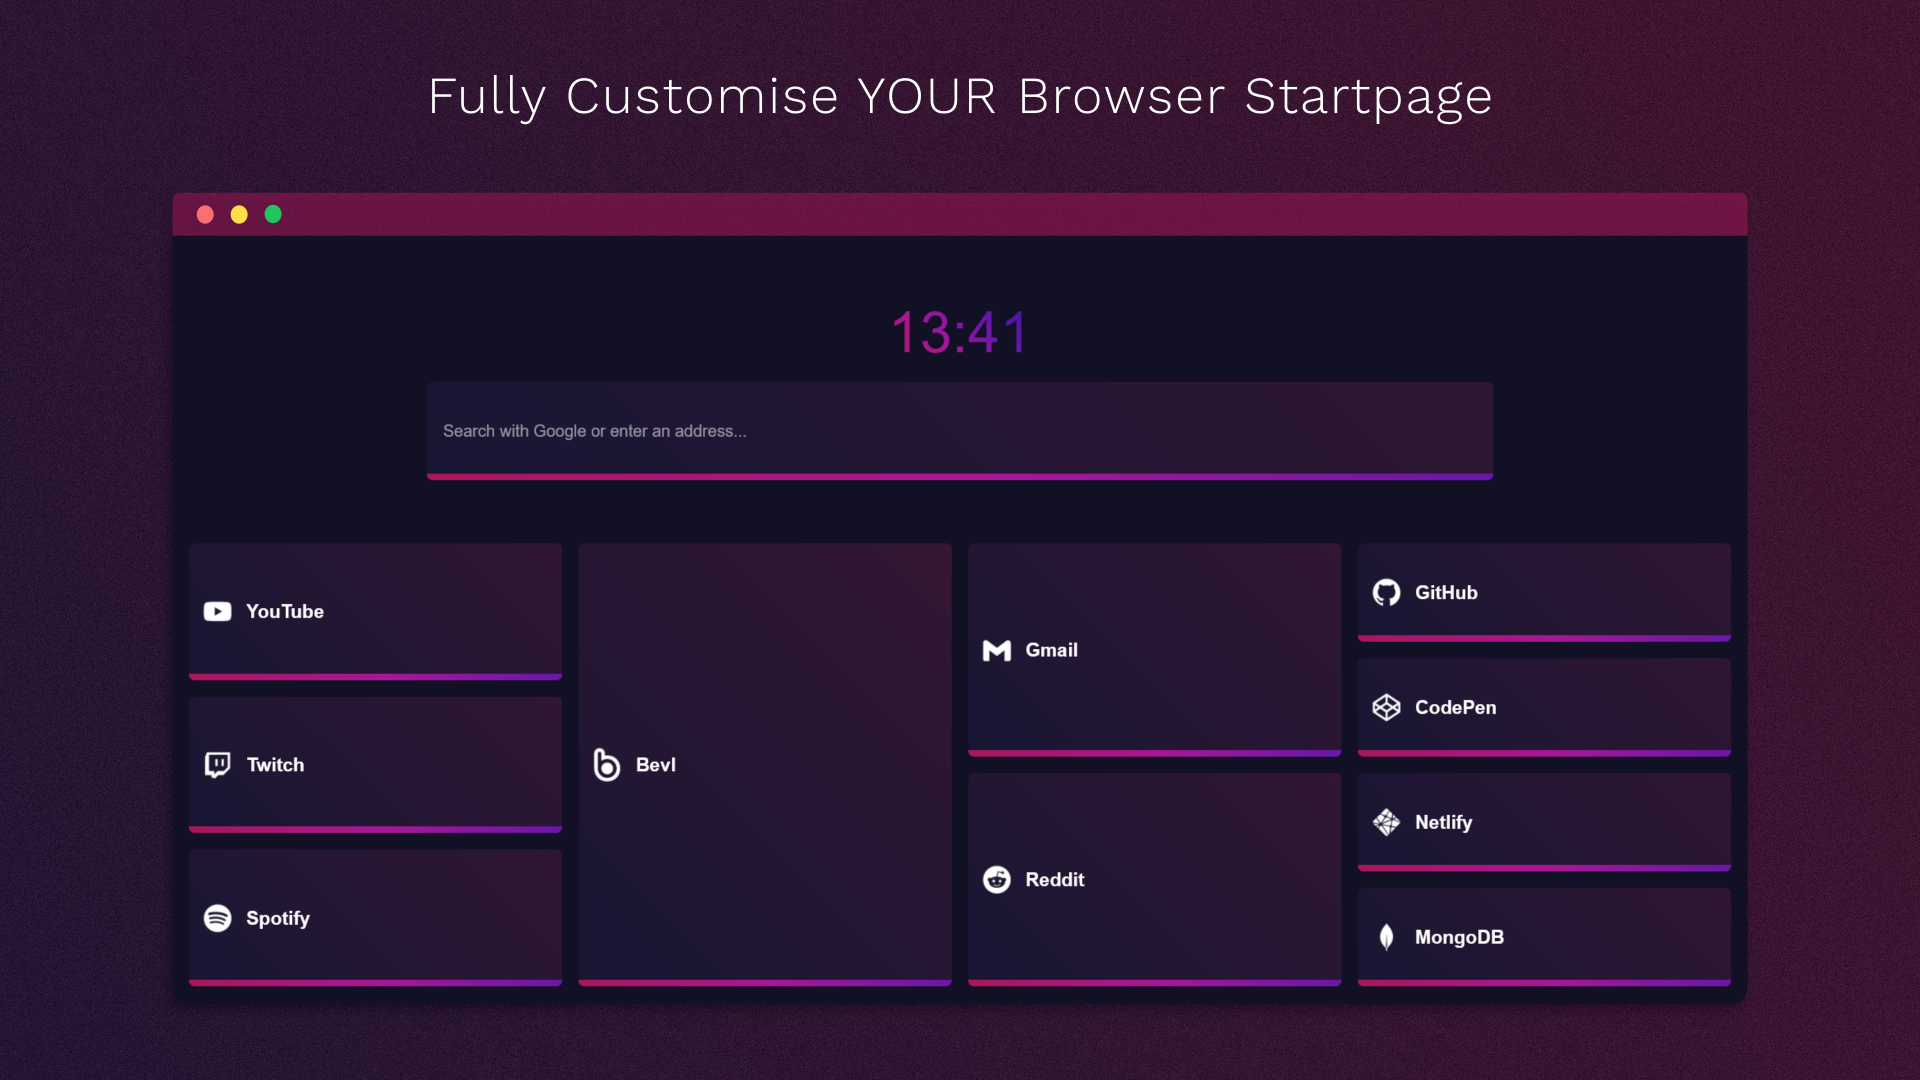 Fully Customise YOUR Browser Startpage
13:41
Search with Google or enter an address...
YouTube
Twitch
Spotify
Bevl
Gmail
Reddit
GitHub
CodePen
Netlify
MongoDB